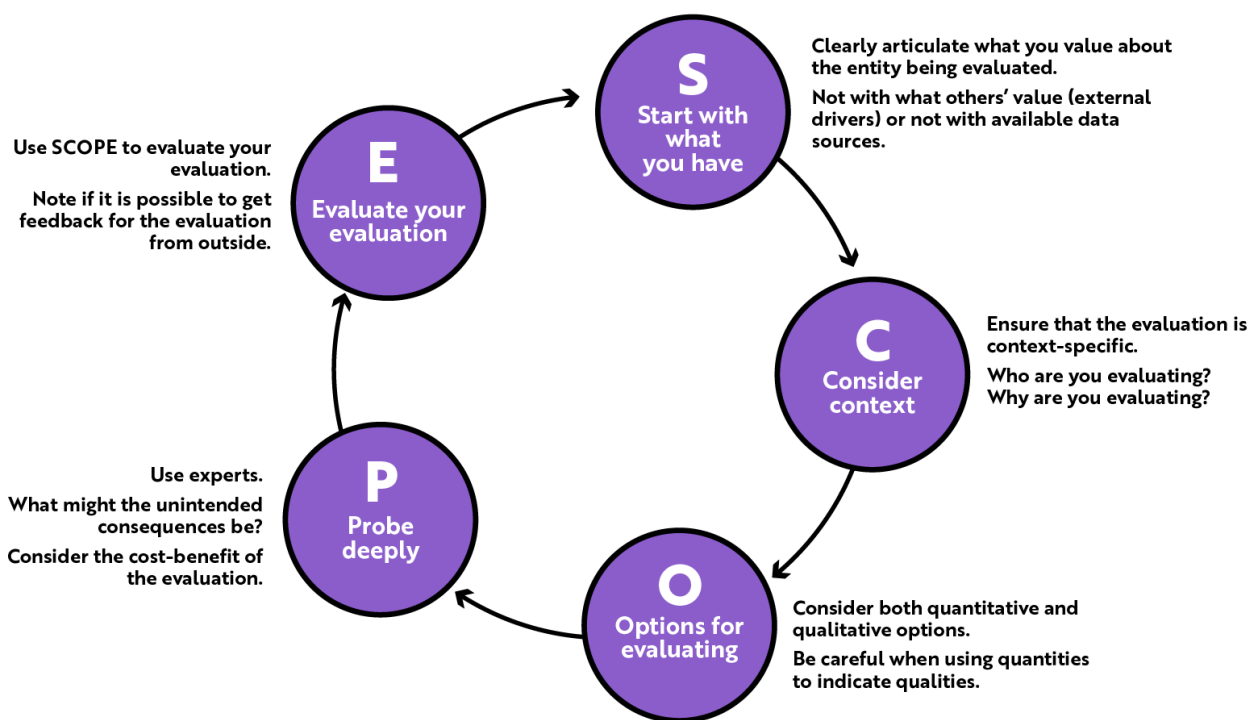 S
Start with
what
you have
Clearly articulate what you value about
the entity being evaluated.
Not with what others’ value (external
drivers) or not with available data
sources.
C
Consider
context
Ensure that the evaluation is
context-specific.
Who are you evaluating?
Why are you evaluating?
O
Options for
evaluating
Consider both quantitative and
qualitative options.
Be careful when using quantities
to indicate qualities.
P
Probe
deeply
Use experts.
What might the unintended
consequences be?
Consider the cost-benefit of
the evaluation.
E
Evaluate your
evaluation
Use SCOPE to evaluate your
evaluation.
Note if it is possible to get
feedback for the evaluation
from outside.